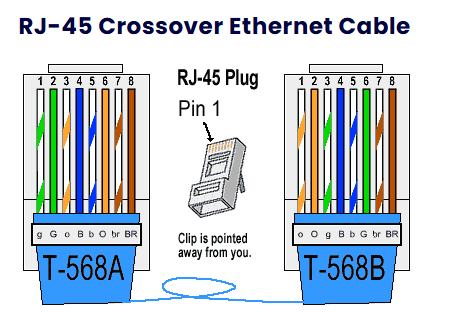 RJ-45 Crossover Ethernet Cable
1 2 3 4 5 6 7 8
RJ-45 Plug
Pin 1
1 2 3 4 5 6 7 8
Clip is pointed
away from you.
g G o B b O br BR
T-568A
o O g B b G br BR
T-568B